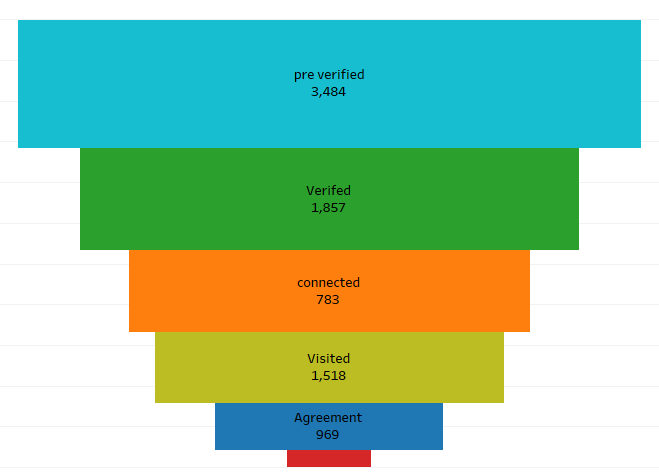 pre verified
3,484
Verifed
1,857
connected
783
Visited
1,518
Agreement
969